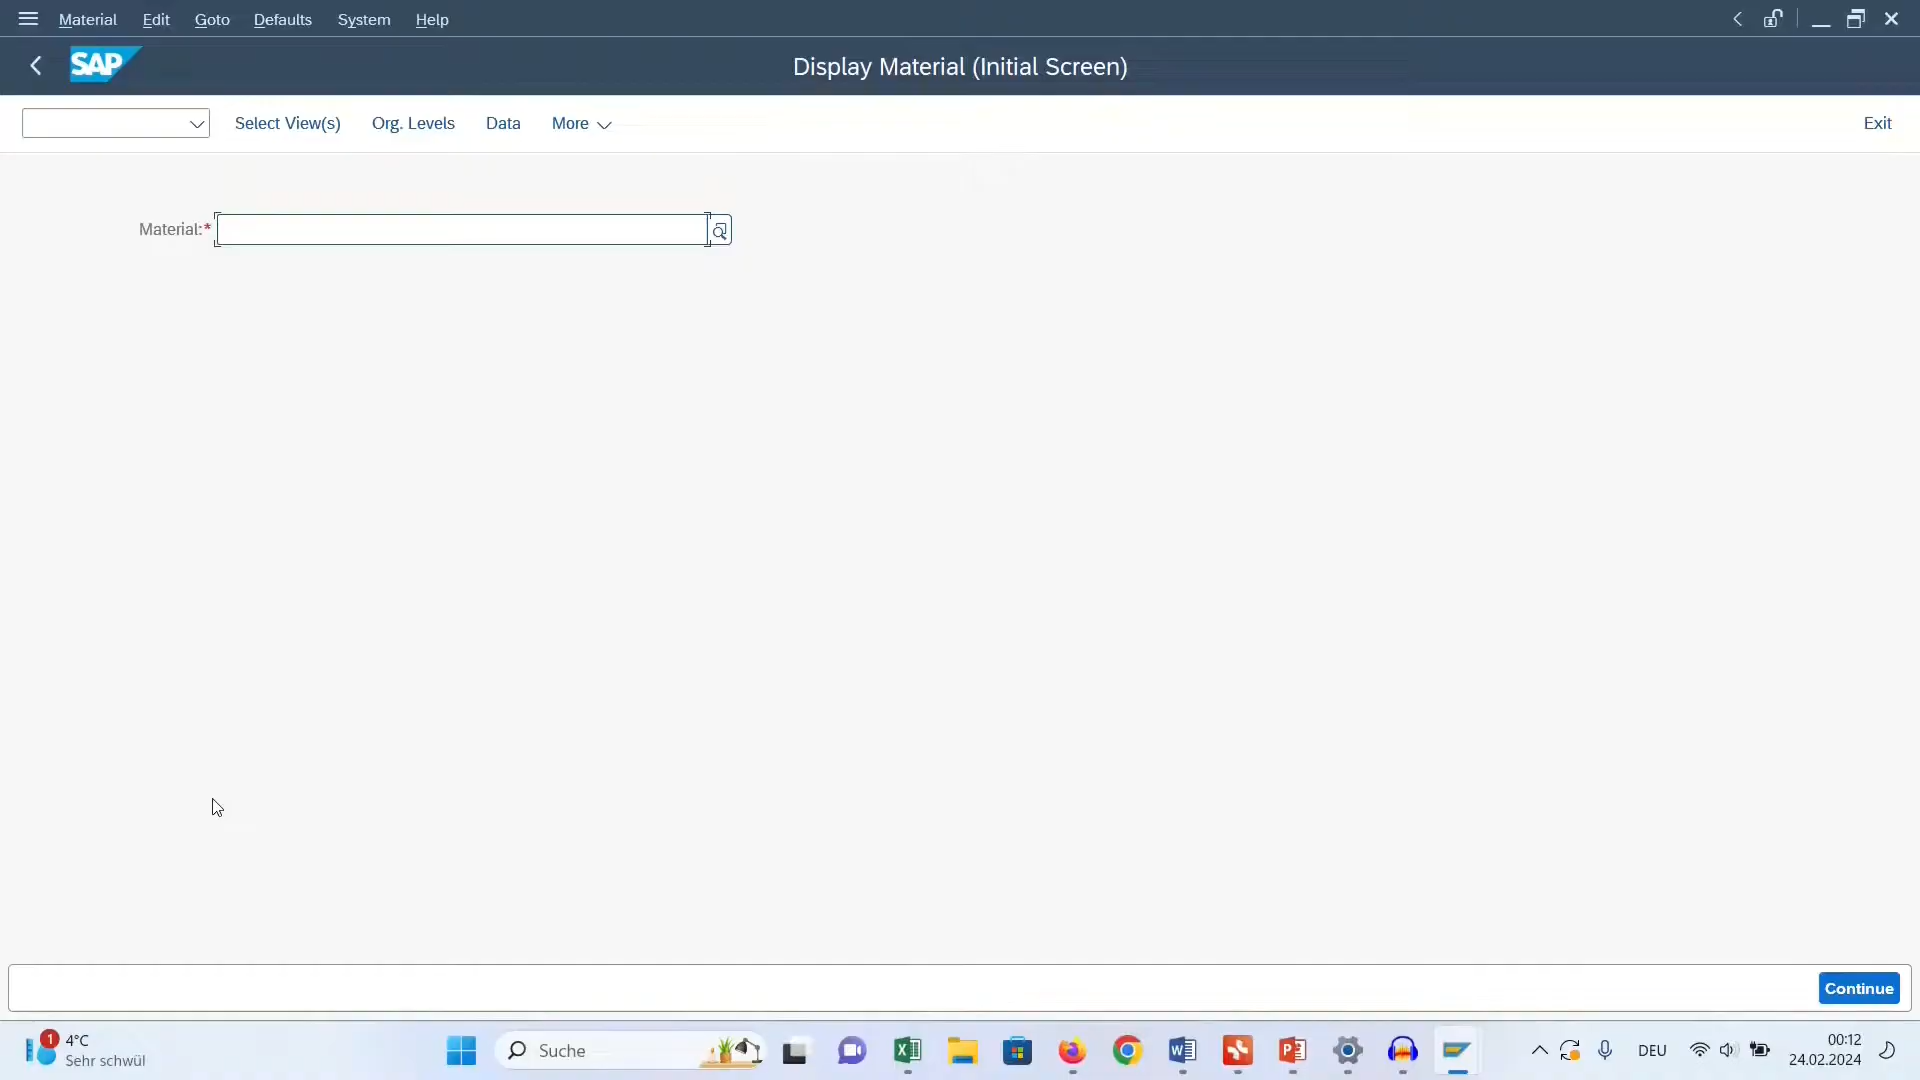 Material Edit Goto Defaults System Help
SAP Display Material (Initial Screen)
Select View(s) Org. Levels Data More Exit
Material:*
Continue
1 4°C
Sehr schwül
Suche
DEU
00:12
24.02.2024